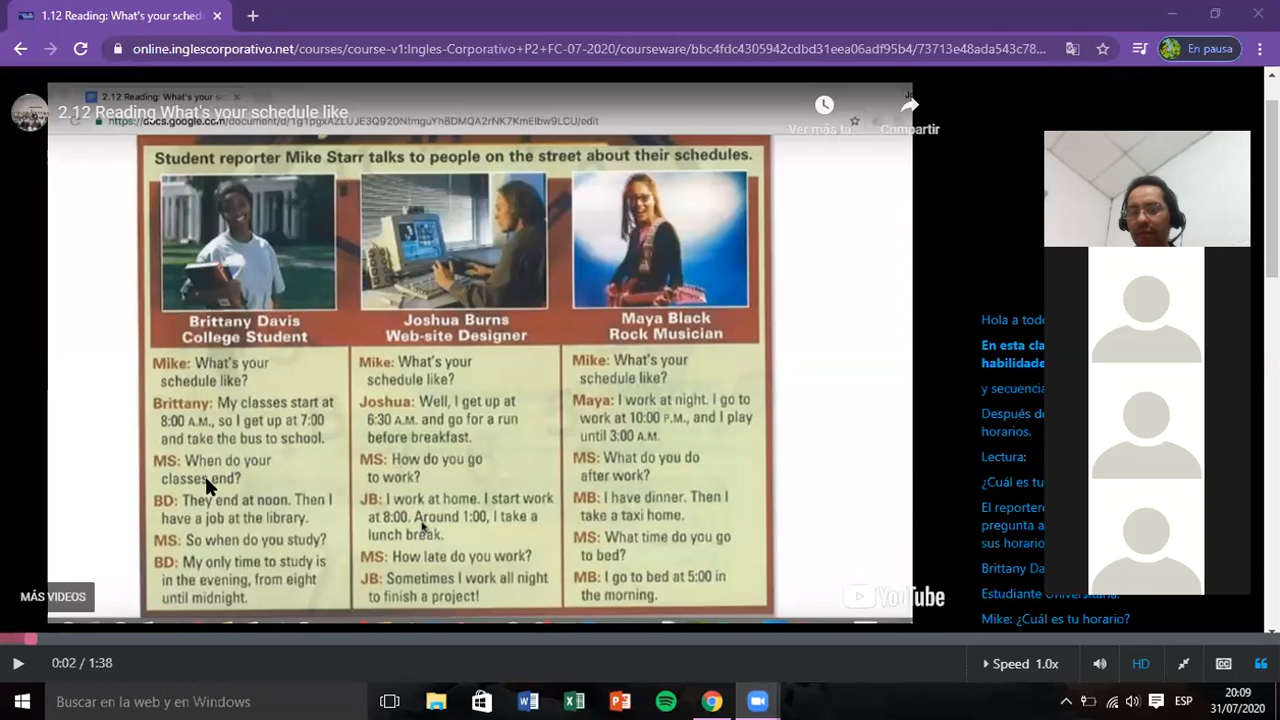 1.12 Reading: What's your sched
online.inglescorporativo.net/courses/course-v1:Ingles-Corporativo+P2+FC-07-2020/courseware/bbc4fdc4305942cdbd31eea06adf95b4/73713e48ada543c78...
En pausa
2.12 Reading: What's your
2.12 Reading What's your schedule like
Ver más ta...
Compartir
Student reporter Mike Starr talks to people on the street about their schedules.
Brittany Davis
College Student
Mike: What's your
schedule like?
Brittany: My classes start at
8:00 A.M., so I get up at 7:00
and take the bus to school.
MS: When do your
classes end?
BD: They end at noon. Then I
have a job at the library.
MS: So when do you study?
BD: My only time to study is
in the evening, from eight
until midnight.
Joshua Burns
Web-site Designer
Mike: What's your
schedule like?
Joshua: Well, I get up at
6:30 A.M. and go for a run
before breakfast.
MS: How do you go
to work?
JB: I work at home. I start work
at 8:00. Around 1:00, I take a
lunch break.
MS: How late do you work?
JB: Sometimes I work all night
to finish a project!
Maya Black
Rock Musician
Mike: What's your
schedule like?
Maya: I work at night. I go to
work at 10:00 P.M., and I play
until 3:00 A.M.
MS: What do you do
after work?
MB: I have dinner. Then I
take a taxi home.
MS: What time do you go
to bed?
MB: I go to bed at 5:00 in
the morning.
MÁS VIDEOS
YouTube
Hola a todo
En esta cla
habilidade
y secuencia
Después de
horarios.
Lectura:
¿Cuál es tu
El reportero
pregunta a
sus horario
Brittany Da
Estudiante Universitaria.
Mike: ¿Cuál es tu horario?
0:02 / 1:38
Speed 1.0x
HD
Buscar en la web y en Windows
ESP
20:09
31/07/2020